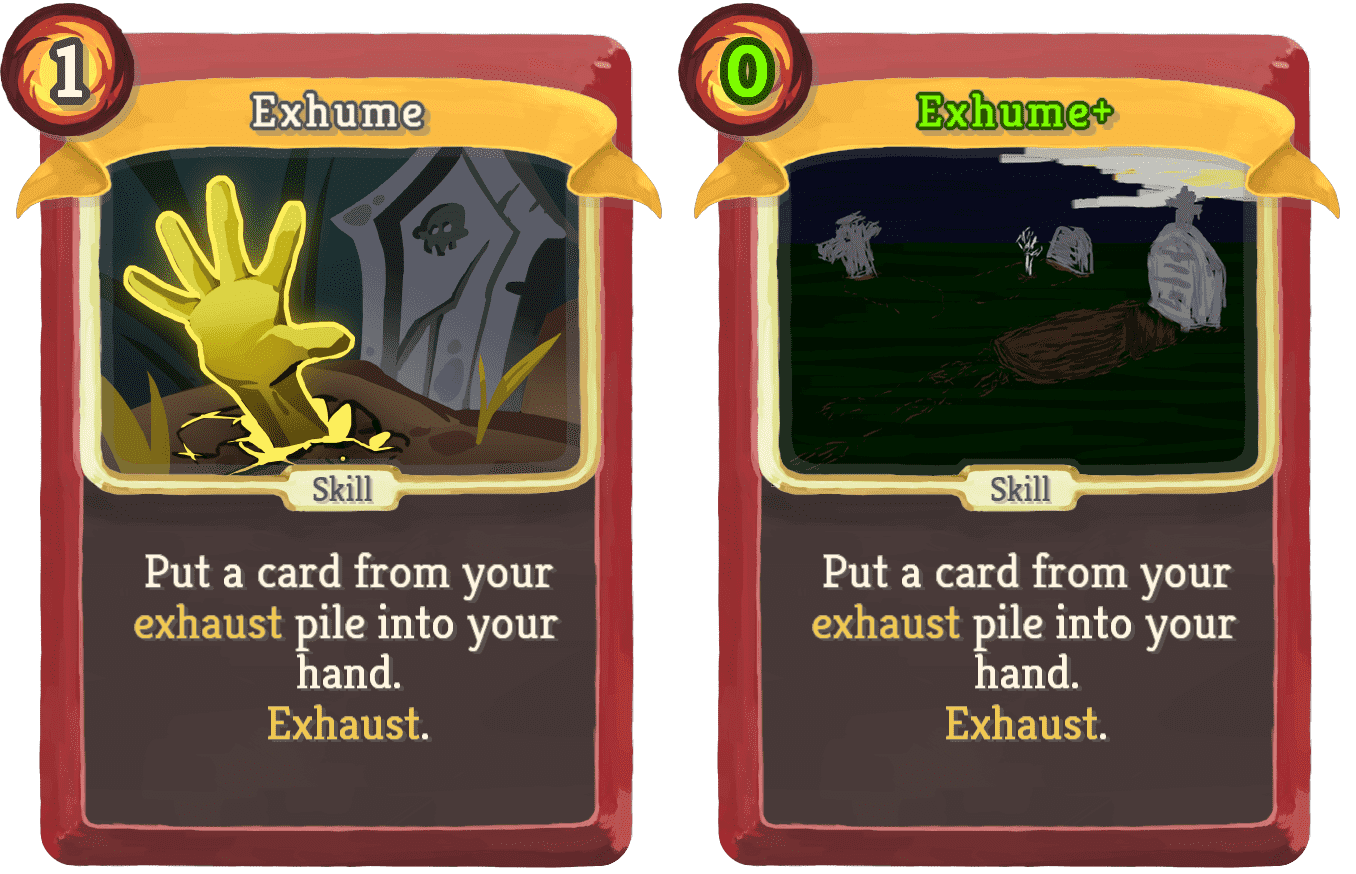 1
Exhume
Skill
Put a card from your
exhaust pile into your
hand.
Exhaust.
0
Exhume+
Skill
Put a card from your
exhaust pile into your
hand.
Exhaust.